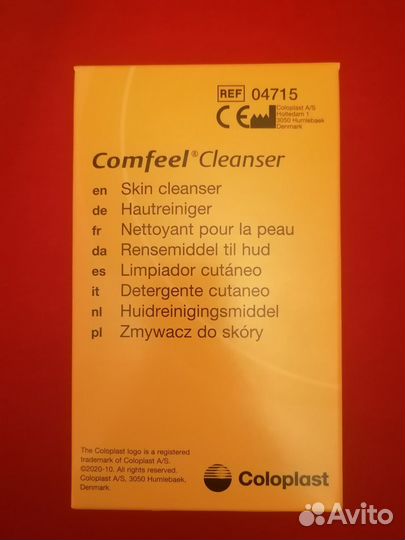 REF 04715
CE
Coloplast A/S
Holtedam 1
3050 Humlebaek
Denmark
Comfeel® Cleanser
en Skin cleanser
de Hautreiniger
fr Nettoyant pour la peau
da Rensemiddel til hud
es Limpiador cutáneo
it Detergente cutaneo
nl Huidreinigingsmiddel
pl Zmywacz do skóry
The Coloplast logo is a registered
trademark of Coloplast A/S.
©2020-10. All rights reserved.
Coloplast A/S, 3050 Humlebaek,
Denmark.
Coloplast
Avito